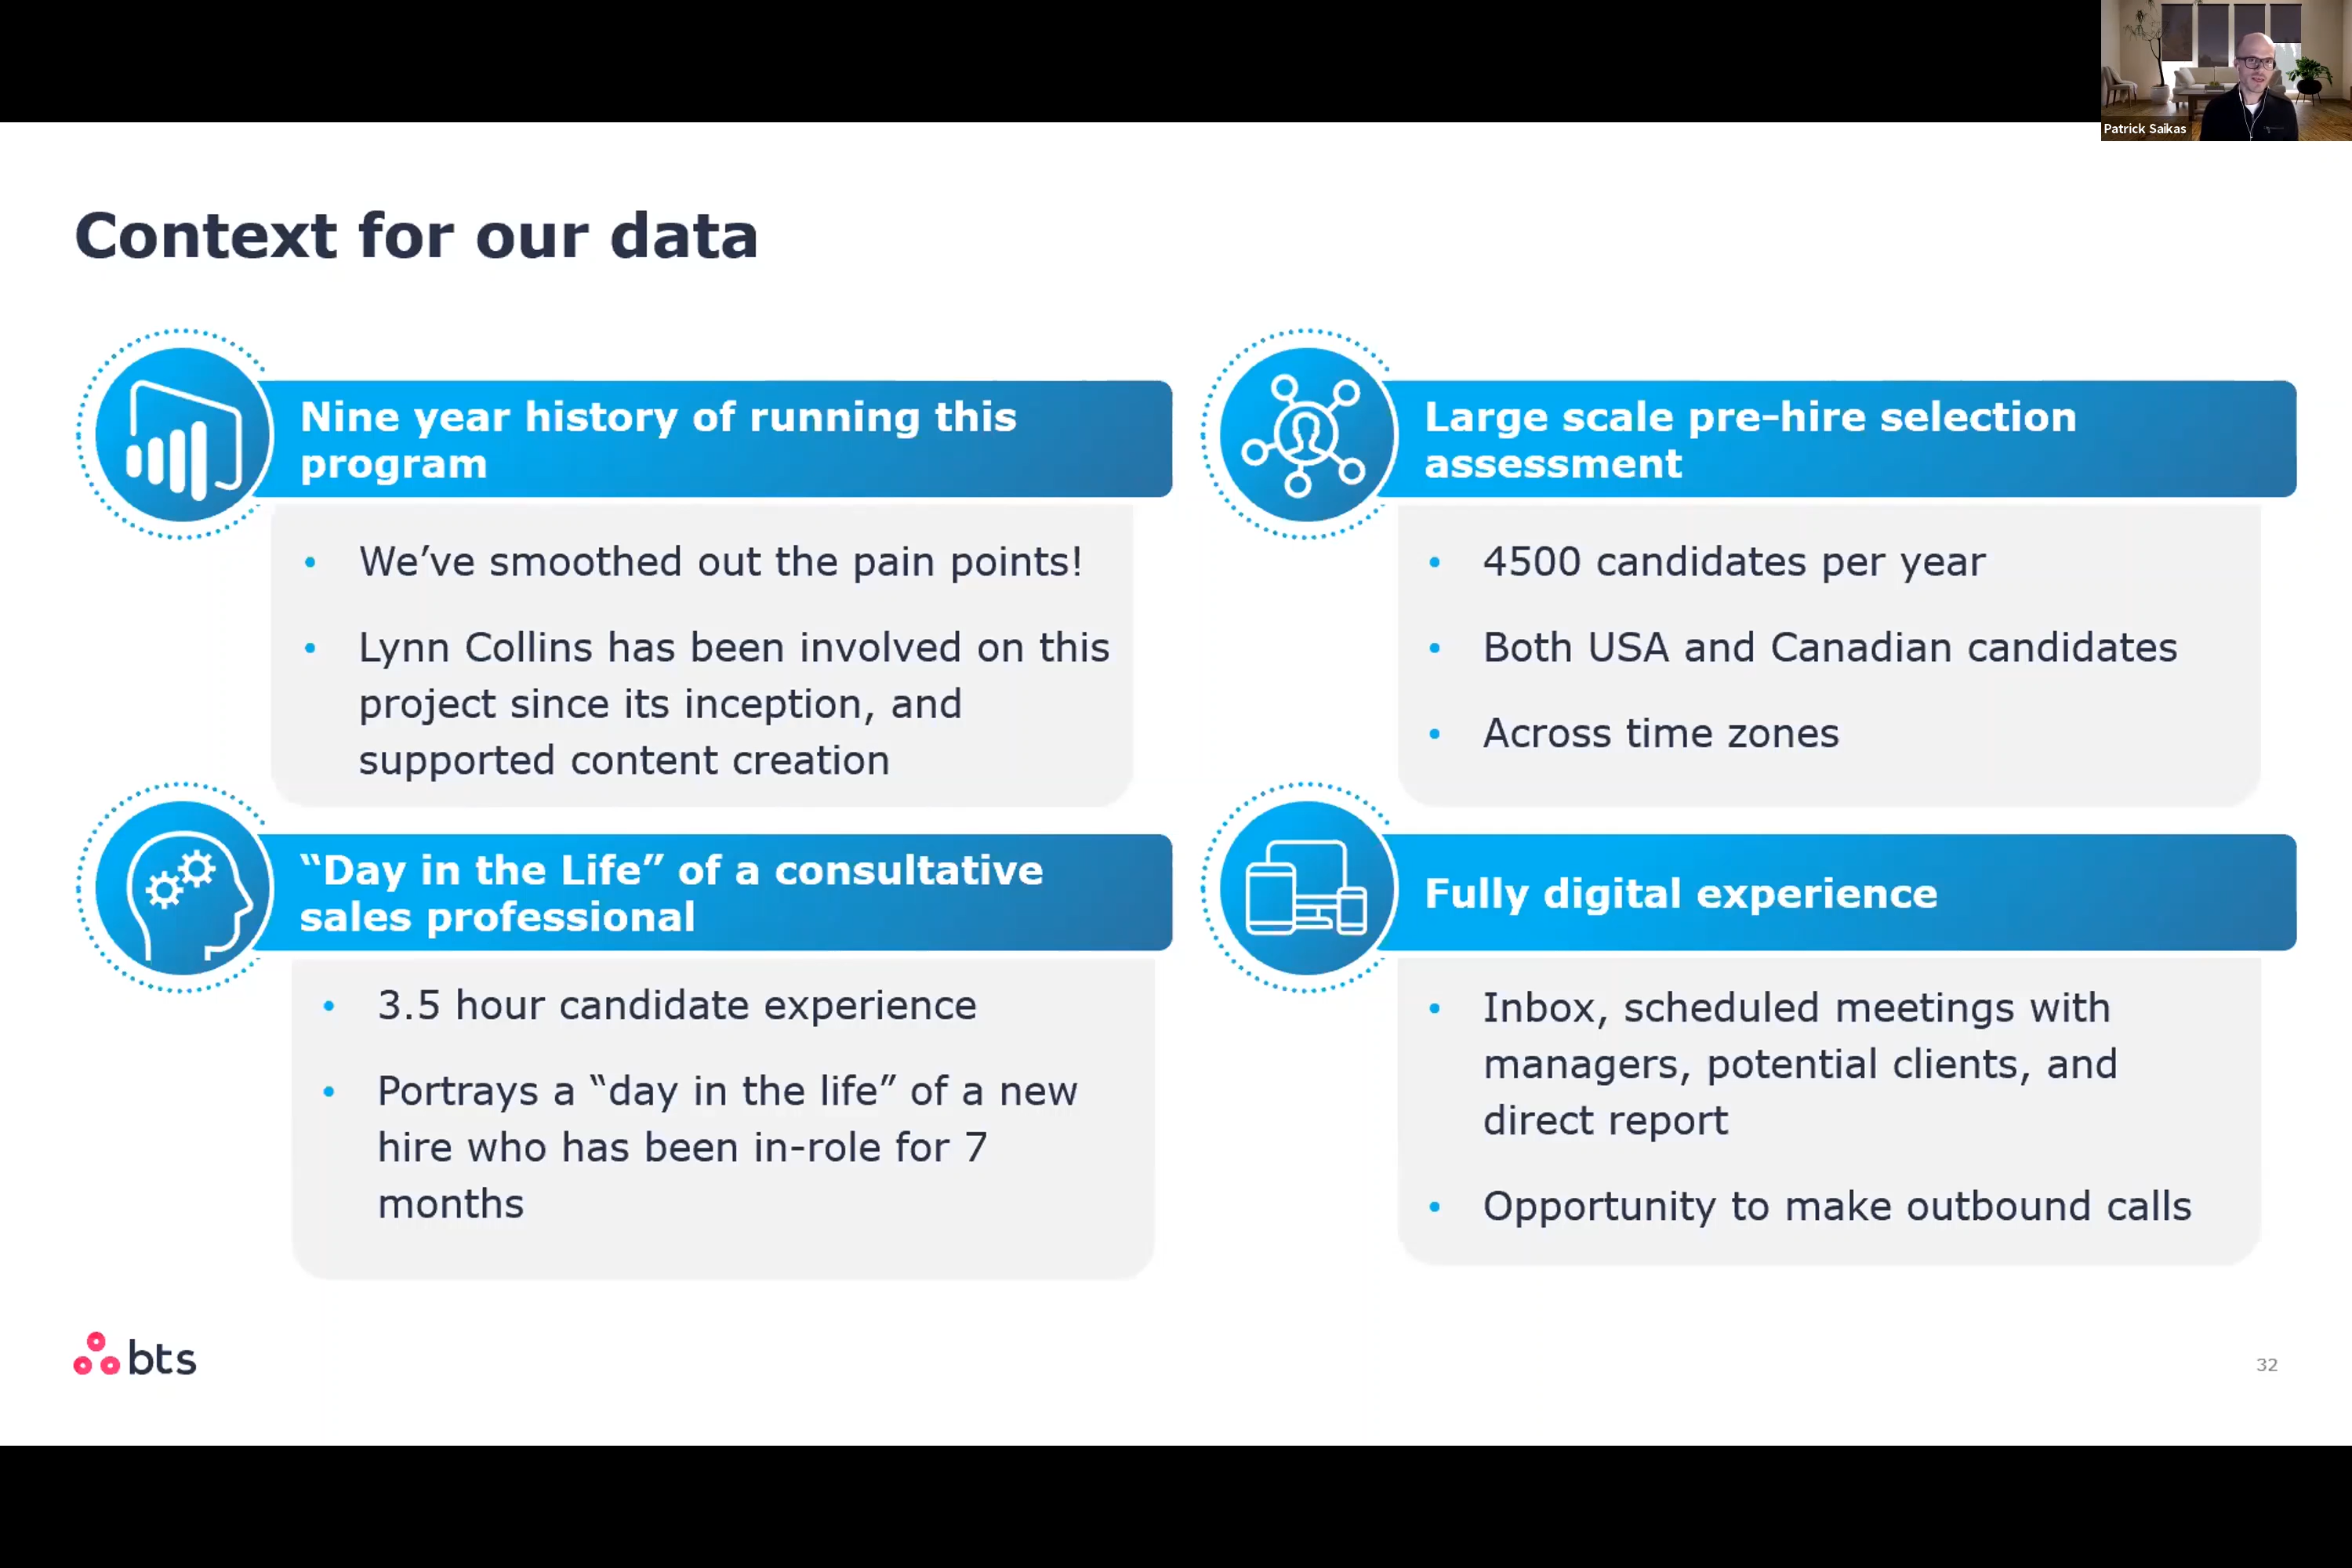 Patrick Saikas
Context for our data
Nine year history of running this
program
• We’ve smoothed out the pain points!
• Lynn Collins has been involved on this
project since its inception, and
supported content creation
Large scale pre-hire selection
assessment
• 4500 candidates per year
• Both USA and Canadian candidates
• Across time zones
“Day in the Life” of a consultative
sales professional
• 3.5 hour candidate experience
• Portrays a “day in the life” of a new
hire who has been in-role for 7
months
Fully digital experience
• Inbox, scheduled meetings with
managers, potential clients, and
direct report
• Opportunity to make outbound calls
bts
32